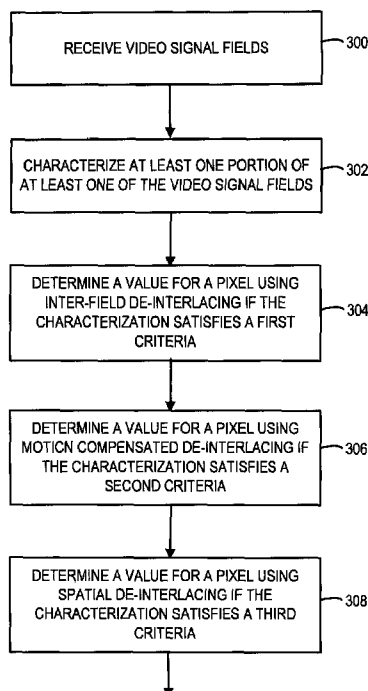 RECEIVE VIDEO SIGNAL FIELDS
300
CHARACTERIZE AT LEAST ONE PORTION OF
AT LEAST ONE OF THE VIDEO SIGNAL FIELDS
302
DETERMINE A VALUE FOR A PIXEL USING
INTER-FIELD DE-INTERLACING IF THE
CHARACTERIZATION SATISFIES A FIRST
CRITERIA
304
DETERMINE A VALUE FOR A PIXEL USING
MOTICN COMPENSATED DE-INTERLACING IF
THE CHARACTERIZATION SATISFIES A
SECOND CRITERIA
306
DETERMINE A VALUE FOR A PIXEL USING
SPATIAL DE-INTERLACING IF THE
CHARACTERIZATION SATISFIES A THIRD
CRITERIA
308